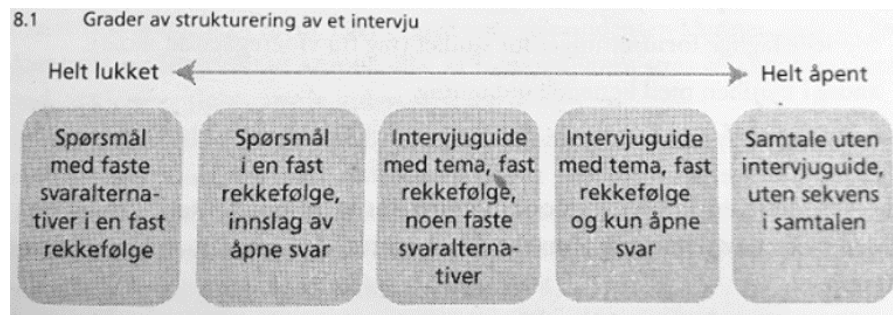 8.1 Grader av strukturering av et intervju
Helt lukket
Helt åpent
Spørsmål
med faste
svaralterna-
tiver i en fast
rekkefølge
Spørsmål
i en fast
rekkefølge,
innslag av
åpne svar
Intervjuguide
med tema, fast
rekkefølge,
noen faste
svaralterna-
tiver
Intervjuguide
med tema, fast
rekkefølge
og kun åpne
svar
Samtale uten
intervjuguide,
uten sekvens
i samtalen